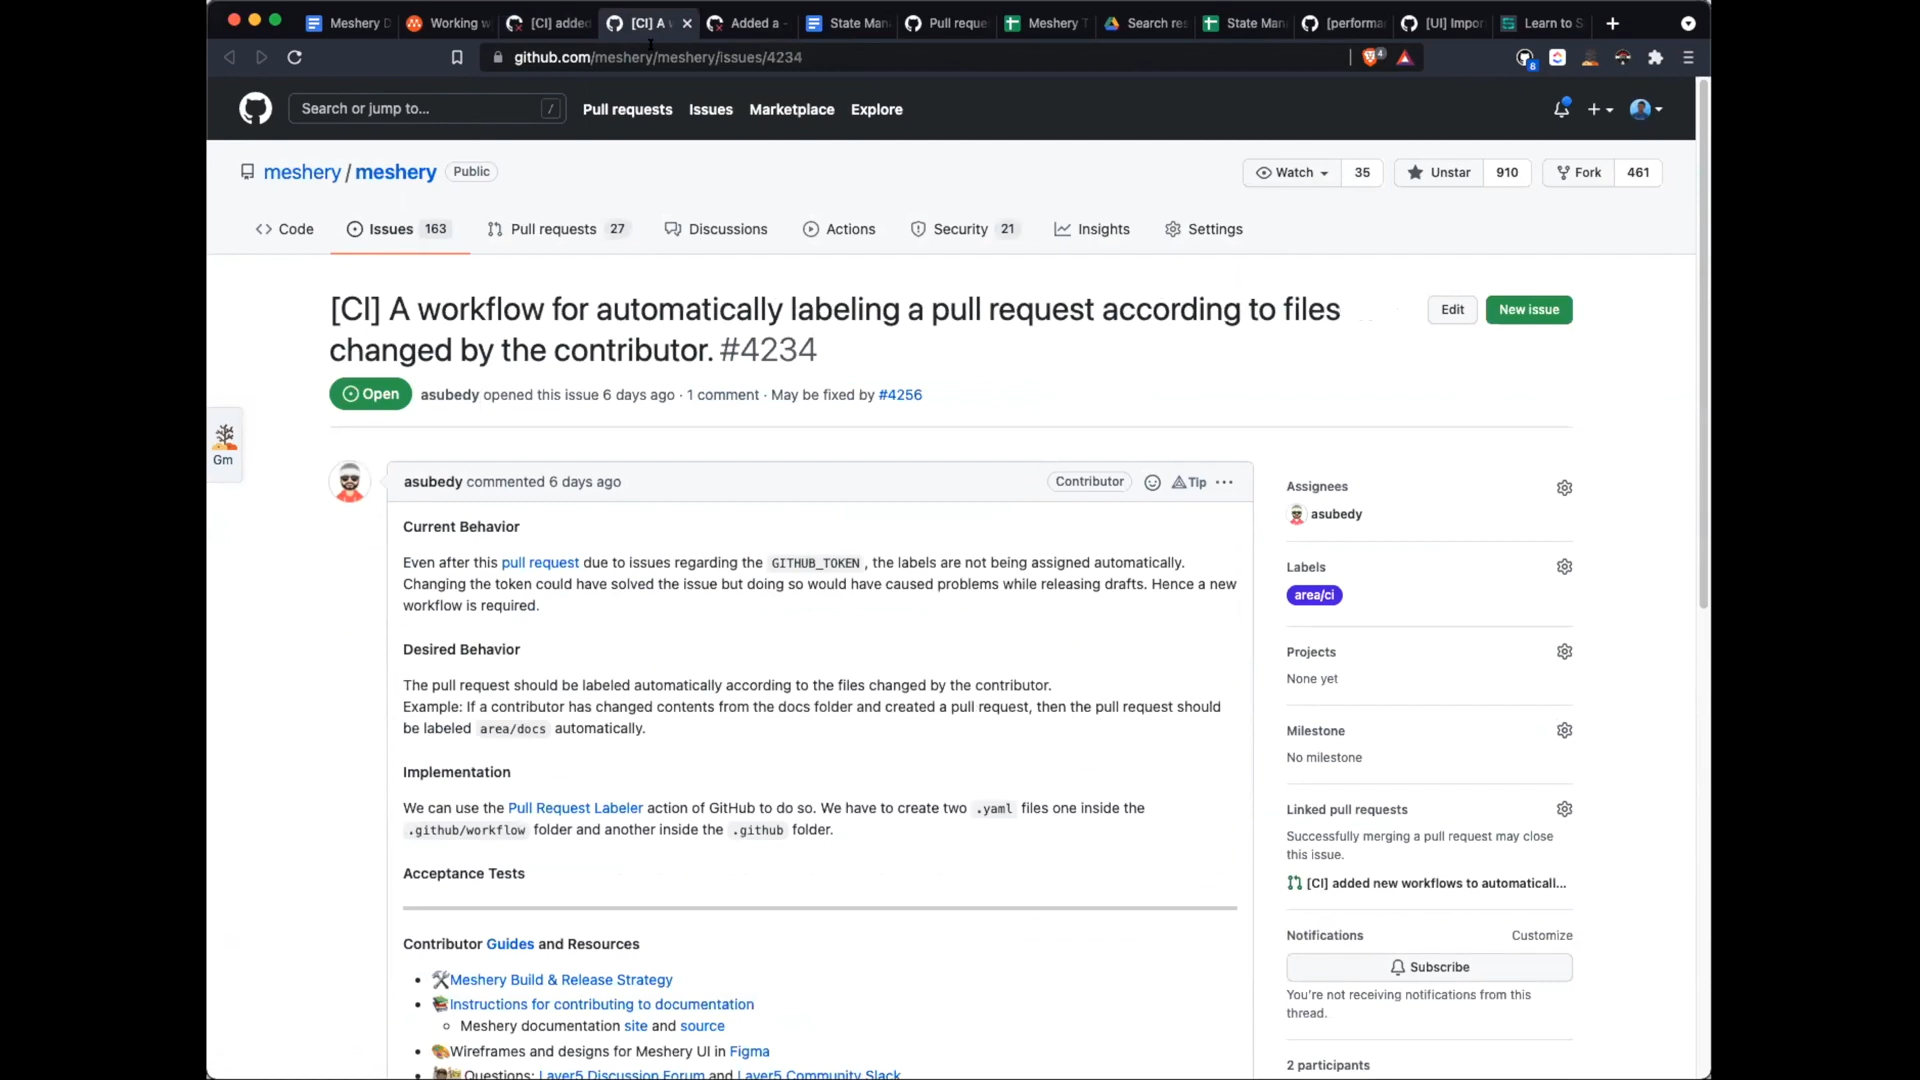 Meshery D
Working w
[CI] added
[CI] A w
Added a -
State Man
Pull reque
Meshery T
Search res
State Man
[performa
[UI] Impor
Learn to S
github.com/meshery/meshery/issues/4234
4
8
Search or jump to...
/
Pull requests
Issues
Marketplace
Explore
meshery / meshery
Public
Watch
35
Unstar
910
Fork
461
Code
Issues
163
Pull requests
27
Discussions
Actions
Security
21
Insights
Settings
[CI] A workflow for automatically labeling a pull request according to files
changed by the contributor. #4234
Edit
New issue
Open
asubedy opened this issue 6 days ago · 1 comment · May be fixed by #4256
Gm
asubedy commented 6 days ago
Contributor
Tip
Current Behavior
Even after this pull request due to issues regarding the GITHUB_TOKEN , the labels are not being assigned automatically.
Changing the token could have solved the issue but doing so would have caused problems while releasing drafts. Hence a new
workflow is required.
Desired Behavior
The pull request should be labeled automatically according to the files changed by the contributor.
Example: If a contributor has changed contents from the docs folder and created a pull request, then the pull request should
be labeled area/docs automatically.
Implementation
We can use the Pull Request Labeler action of GitHub to do so. We have to create two .yaml files one inside the
.github/workflow folder and another inside the .github folder.
Acceptance Tests
Contributor Guides and Resources
Meshery Build & Release Strategy
Instructions for contributing to documentation
Meshery documentation site and source
Wireframes and designs for Meshery UI in Figma
Questions: Layer5 Discussion Forum and Layer5 Community Slack
Assignees
asubedy
Labels
area/ci
Projects
None yet
Milestone
No milestone
Linked pull requests
Successfully merging a pull request may close
this issue.
[CI] added new workflows to automaticall...
Notifications
Customize
Subscribe
You're not receiving notifications from this
thread.
2 participants